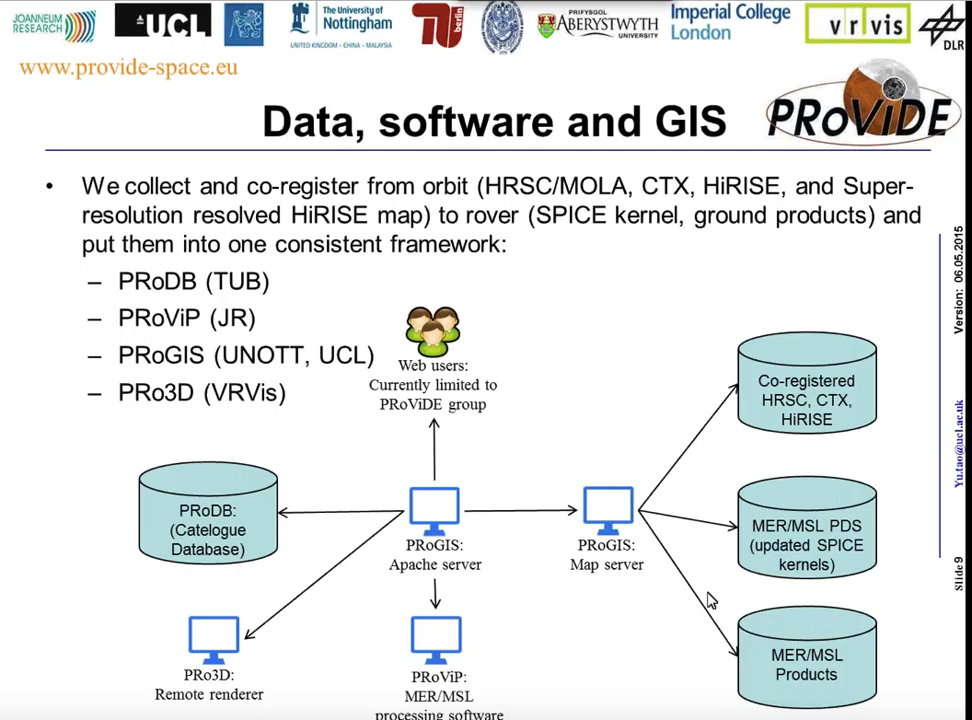 JOANNEUM
RESEARCH
UCL
The University of
Nottingham
UNITED KINGDOM · CHINA · MALAYSIA
berlin
PRIFYSGOL
ABERYSTWYTH
UNIVERSITY
Imperial College
London
vrvis
DLR
www.provide-space.eu
PRoViDE
Data, software and GIS
• We collect and co-register from orbit (HRSC/MOLA, CTX, HiRISE, and Super-
resolution resolved HiRISE map) to rover (SPICE kernel, ground products) and
put them into one consistent framework:
– PRoDB (TUB)
– PRoViP (JR)
– PRoGIS (UNOTT, UCL)
– PRo3D (VRVis)
Web users:
Currently limited to
PRoViDE group
Co-registered
HRSC, CTX,
HiRISE
PRoDB:
(Catelogue
Database)
PRoGIS:
Apache server
PRoGIS:
Map server
MER/MSL PDS
(updated SPICE
kernels)
PRo3D:
Remote renderer
PRoViP:
MER/MSL
processing software
MER/MSL
Products
Version: 06.05.2015
Yu.tao@ucl.ac.uk
Slide 9